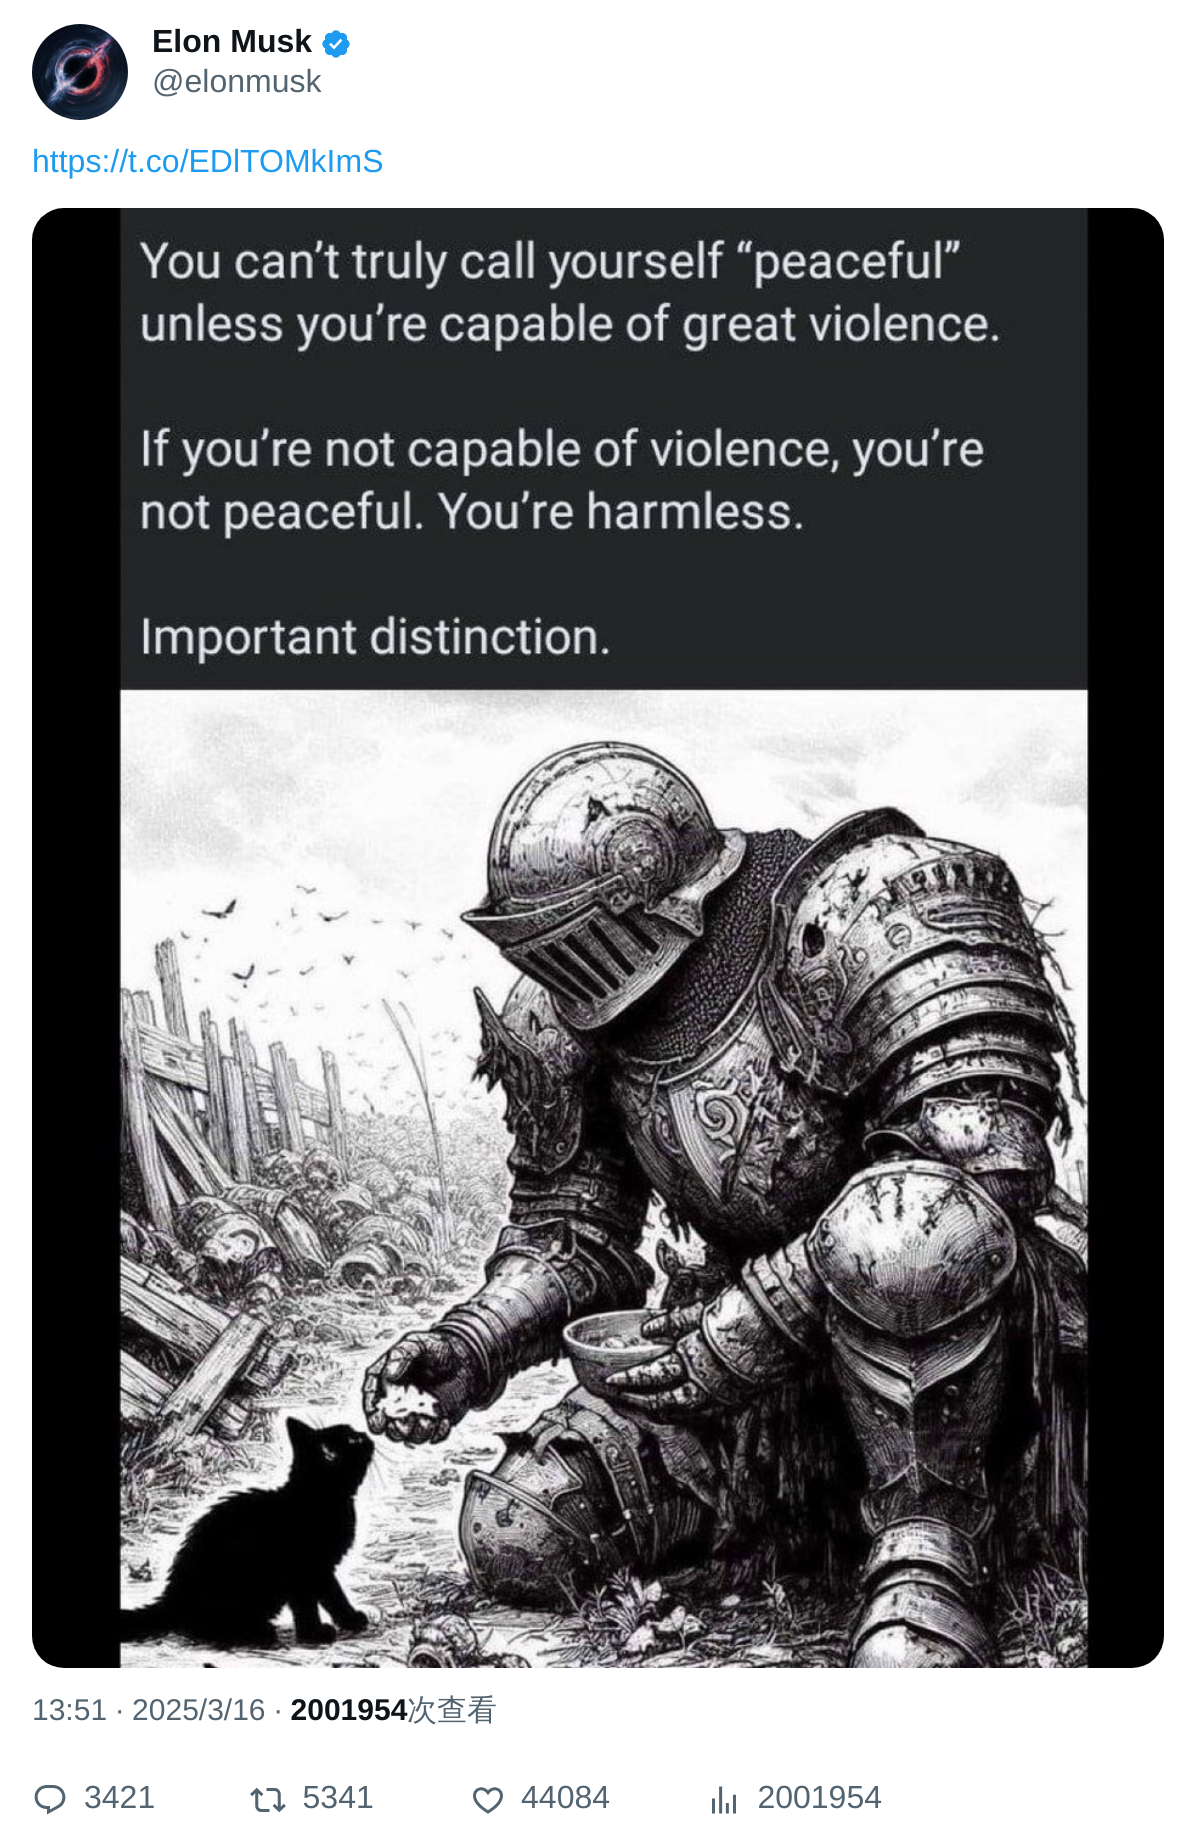 Elon Musk
@elonmusk
https://t.co/EDlTOMkImS
You can’t truly call yourself “peaceful”
unless you’re capable of great violence.
If you’re not capable of violence, you’re
not peaceful. You’re harmless.
Important distinction.
13:51 · 2025/3/16 · 2001954次查看
3421 5341 44084 2001954